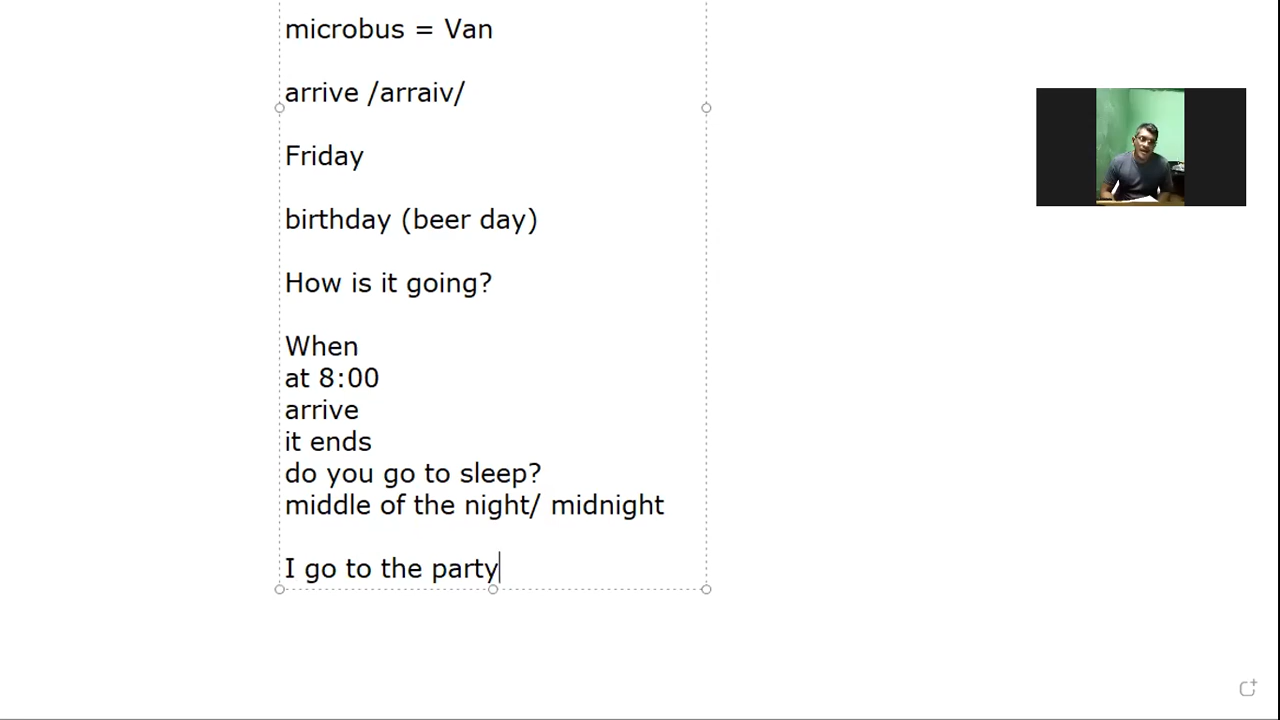 microbus = Van
arrive /arraiv/
Friday
birthday (beer day)
How is it going?
When
at 8:00
arrive
it ends
do you go to sleep?
middle of the night/ midnight
I go to the party